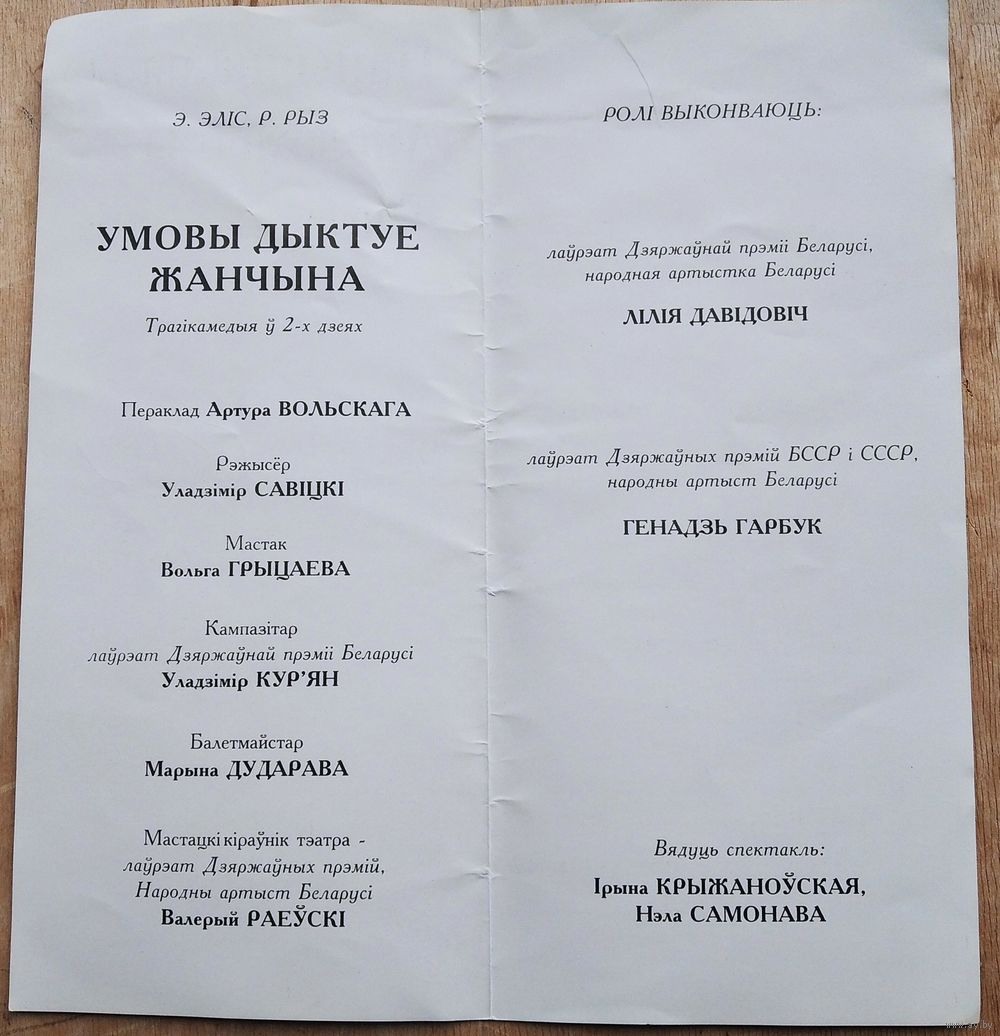 Э. ЭЛІС, Р. РЫЗ
УМОВЫ ДЫКТУЕ
ЖАНЧЫНА
Трагікамедыя ў 2-х дзеях
Пераклад Артура ВОЛЬСКАГА
Рэжысёр
Уладзімір САВІЦКІ
Мастак
Вольга ГРЫЦАЕВА
Кампазітар
лаўрэат Дзяржаўнай прэміі Беларусі
Уладзімір КУР’ЯН
Балетмайстар
Марына ДУДАРАВА
Мастацкі кіраўнік тэатра -
лаўрэат Дзяржаўных прэмій,
Народны артыст Беларусі
Валерый РАЕЎСКІ
РОЛІ ВЫКОНВАЮЦЬ:
лаўрэат Дзяржаўнай прэміі Беларусі,
народная артыстка Беларусі
ЛІЛІЯ ДАВІДОВІЧ
лаўрэат Дзяржаўных прэмій БССР і СССР,
народны артыст Беларусі
ГЕНАДЗЬ ГАРБУК
Вядуць спектакль:
Ірына КРЫЖАНОЎСКАЯ,
Нэла САМОНАВА
www.ay.by